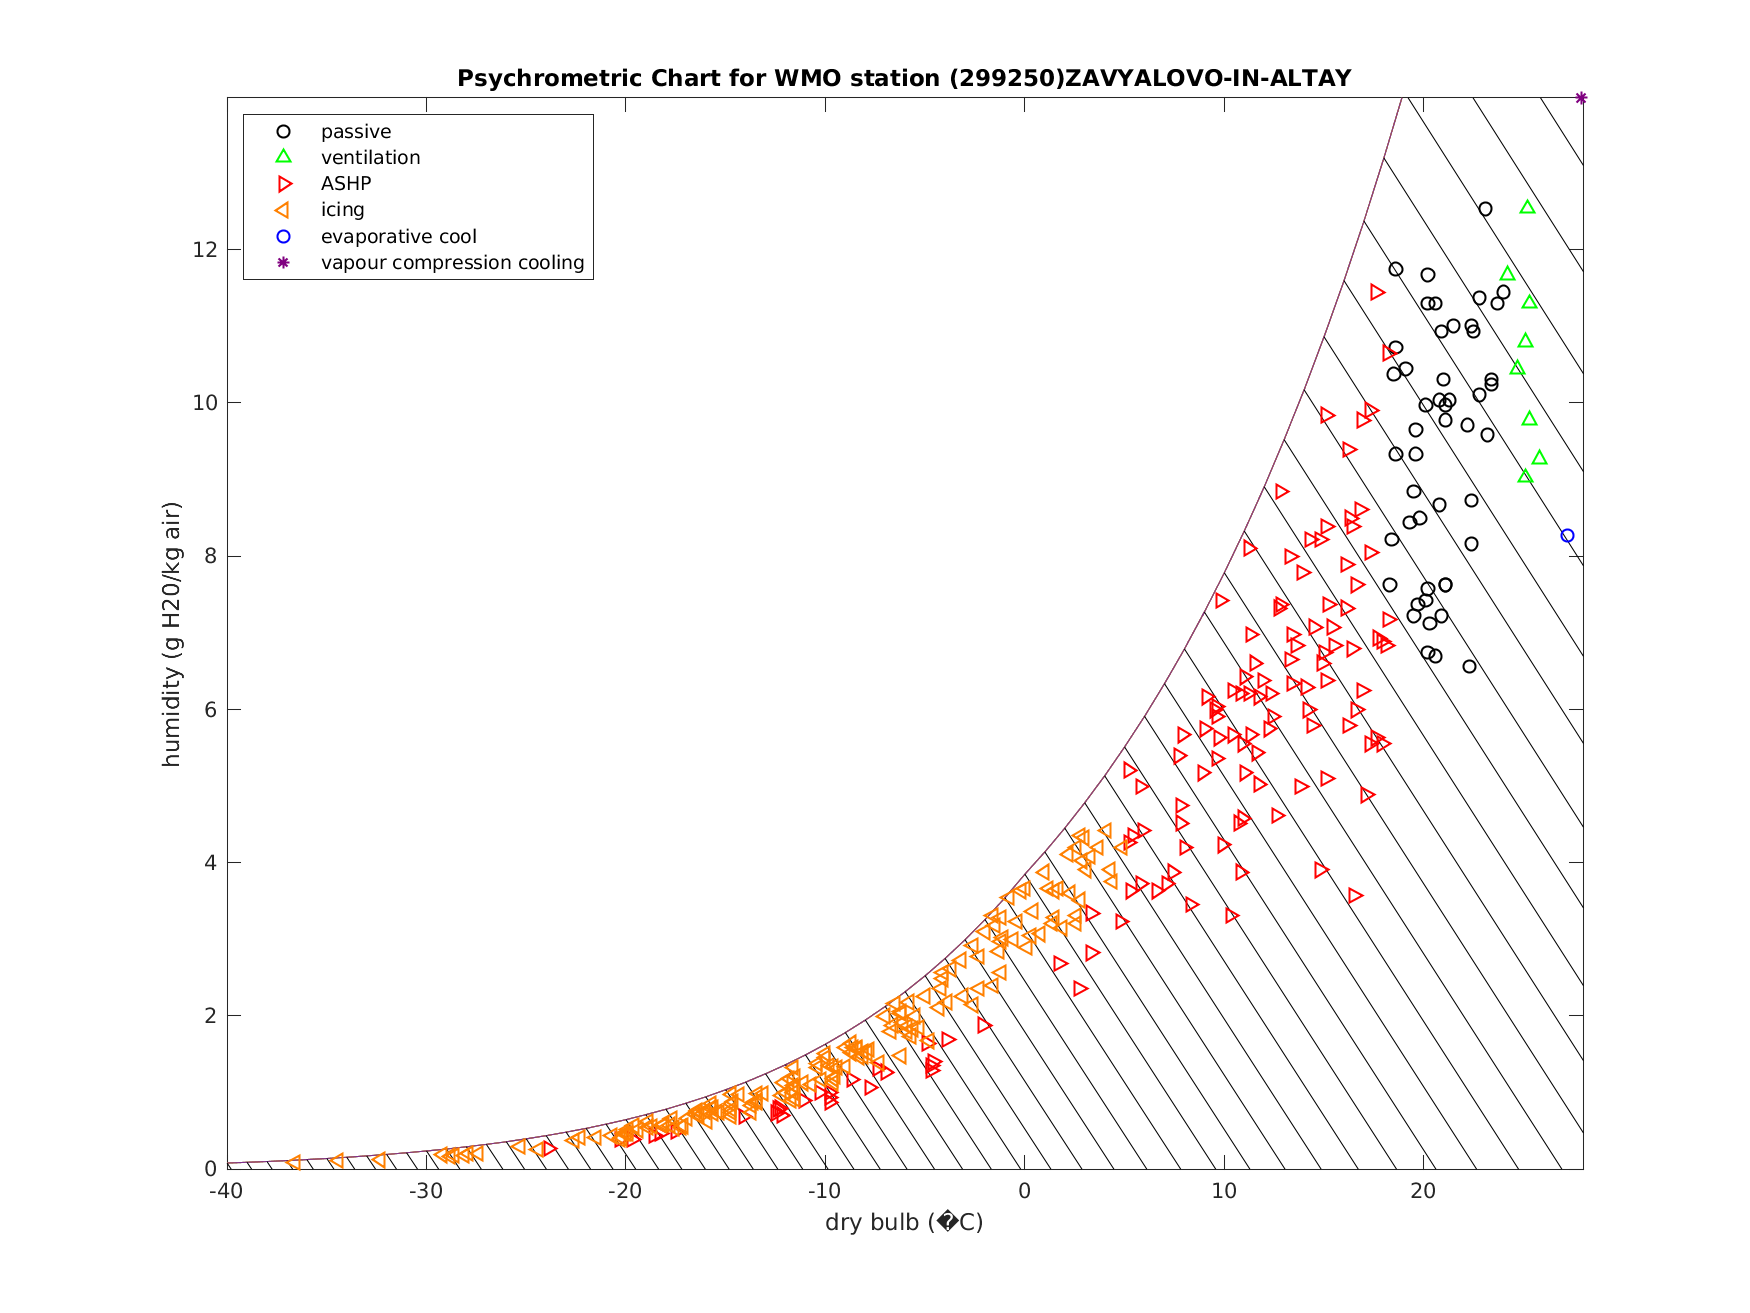 Psychrometric Chart for WMO station (299250)ZAVYALOVO-IN-ALTAY
passive
ventilation
ASHP
icing
evaporative cool
vapour compression cooling
humidity (g H20/kg air)
12
10
8
6
4
2
0
-40 -30 -20 -10 0 10 20
dry bulb (�C)